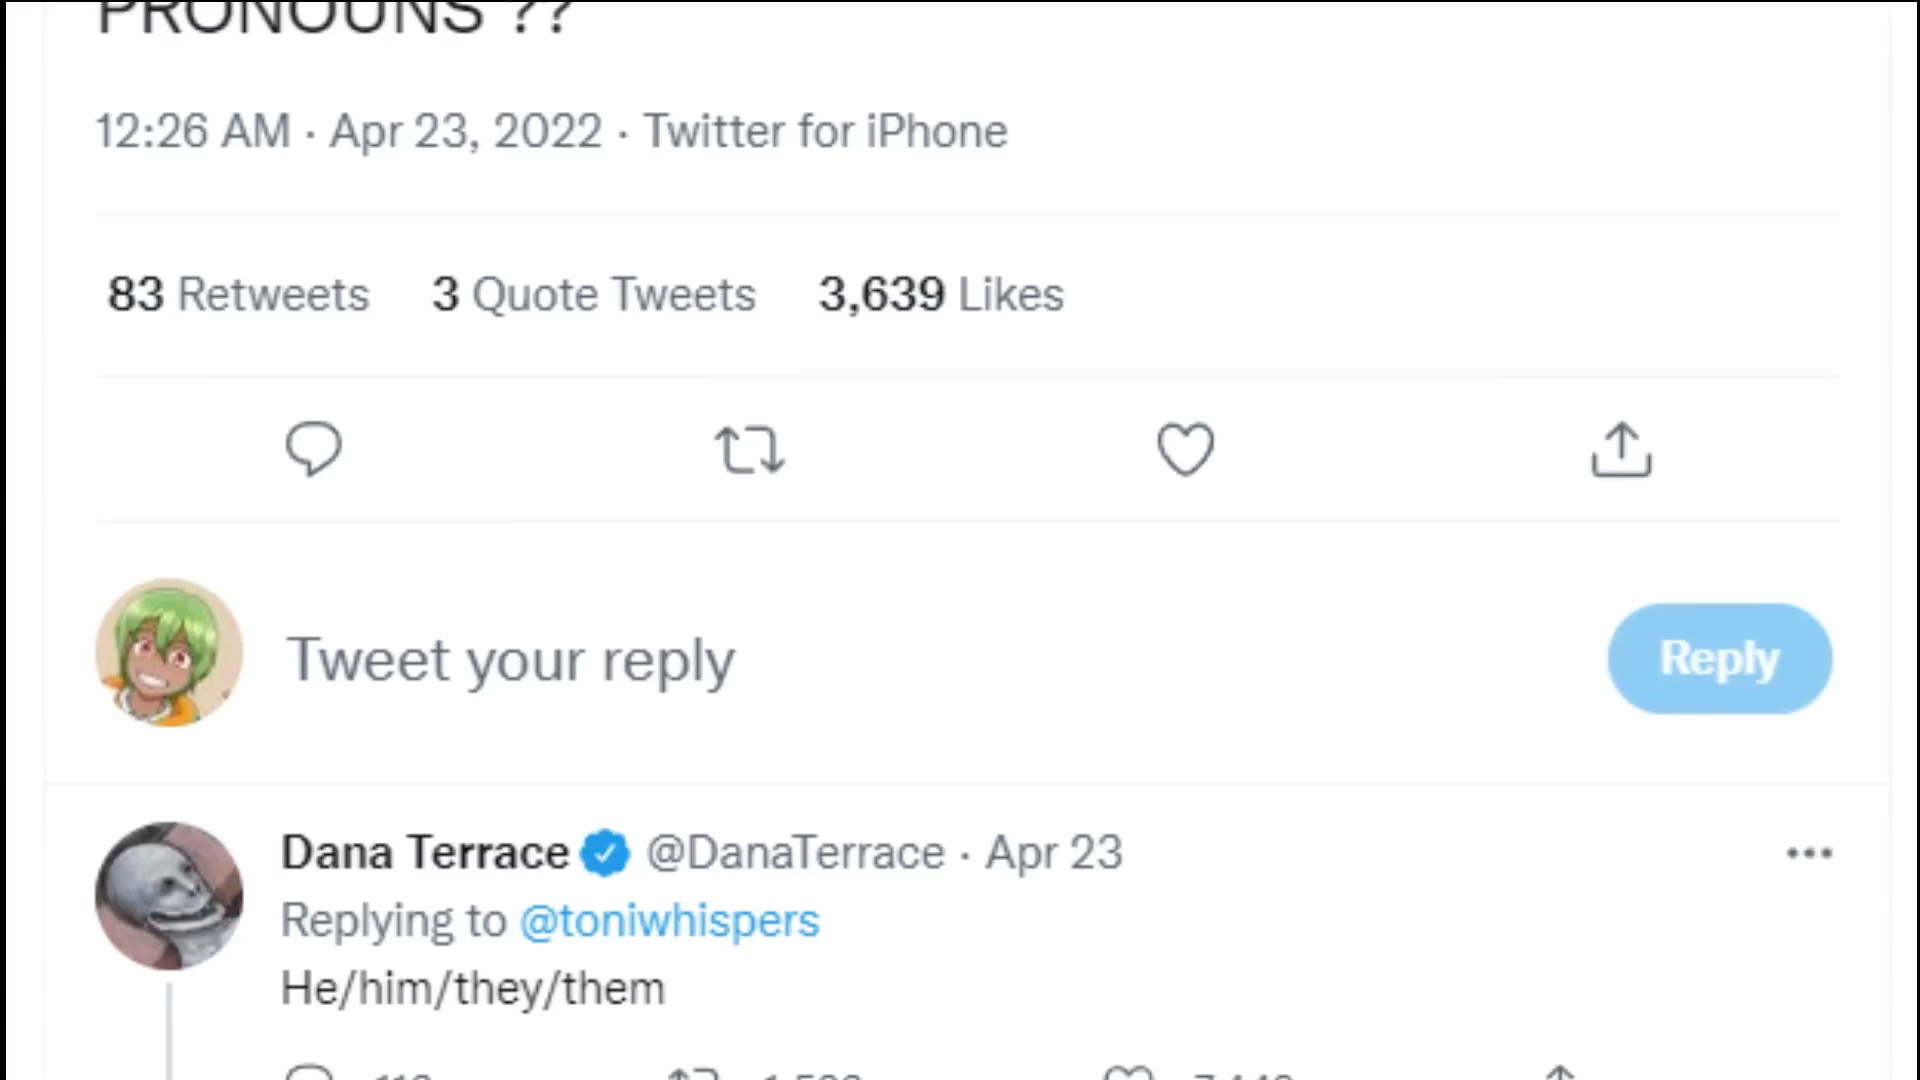 PRONOUNS ??
12:26 AM · Apr 23, 2022 · Twitter for iPhone
83 Retweets 3 Quote Tweets 3,639 Likes
Tweet your reply
Reply
Dana Terrace @DanaTerrace · Apr 23
Replying to @toniwhispers
He/him/they/them